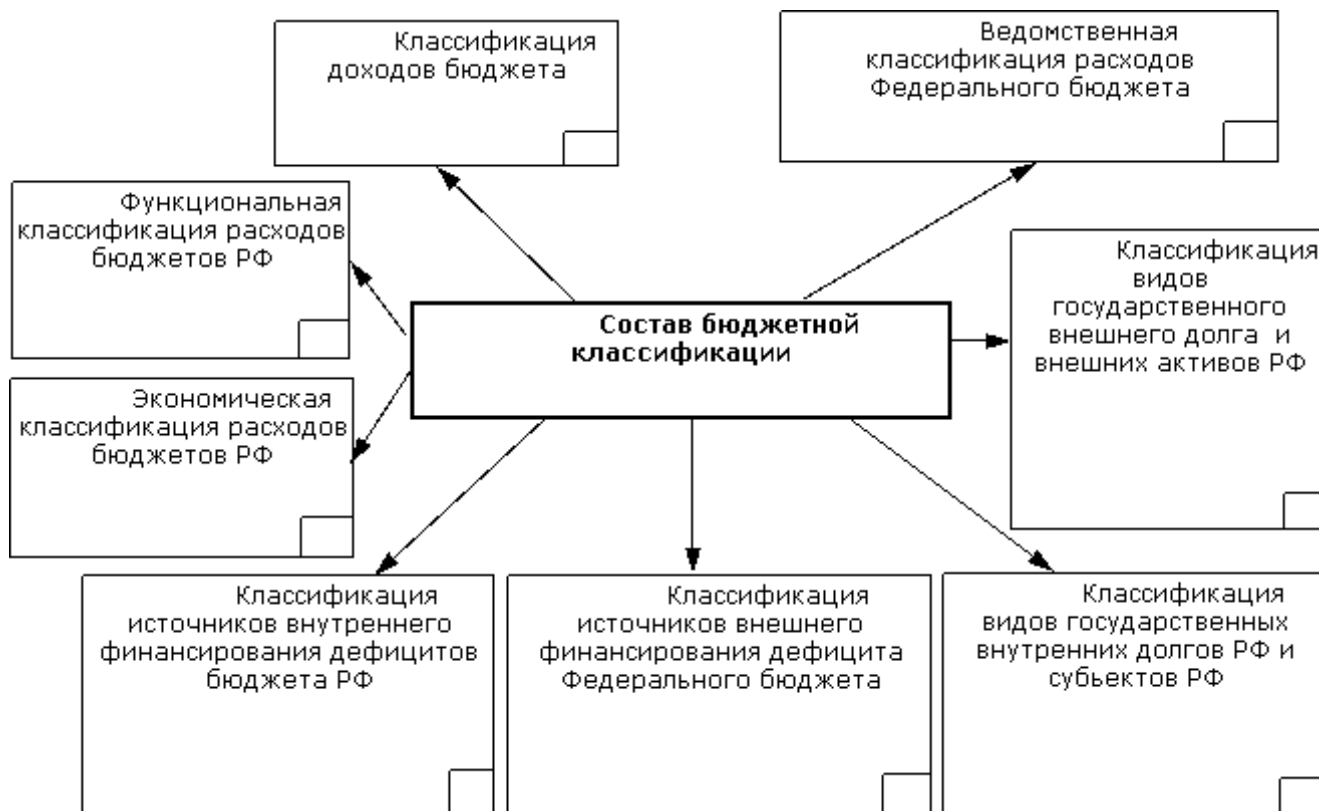 Классификация
доходов бюджета
Ведомственная
классификация расходов
Федерального бюджета
Функциональная
классификация расходов
бюджетов РФ
Классификация
видов
государственного
внешнего долга и
внешних активов РФ
Состав бюджетной
классификации
Экономическая
классификация расходов
бюджетов РФ
Классификация
источников внутреннего
финансирования дефицитов
бюджета РФ
Классификация
источников внешнего
финансирования дефицита
Федерального бюджета
Классификация
видов государственных
внутренних долгов РФ и
субьектов РФ